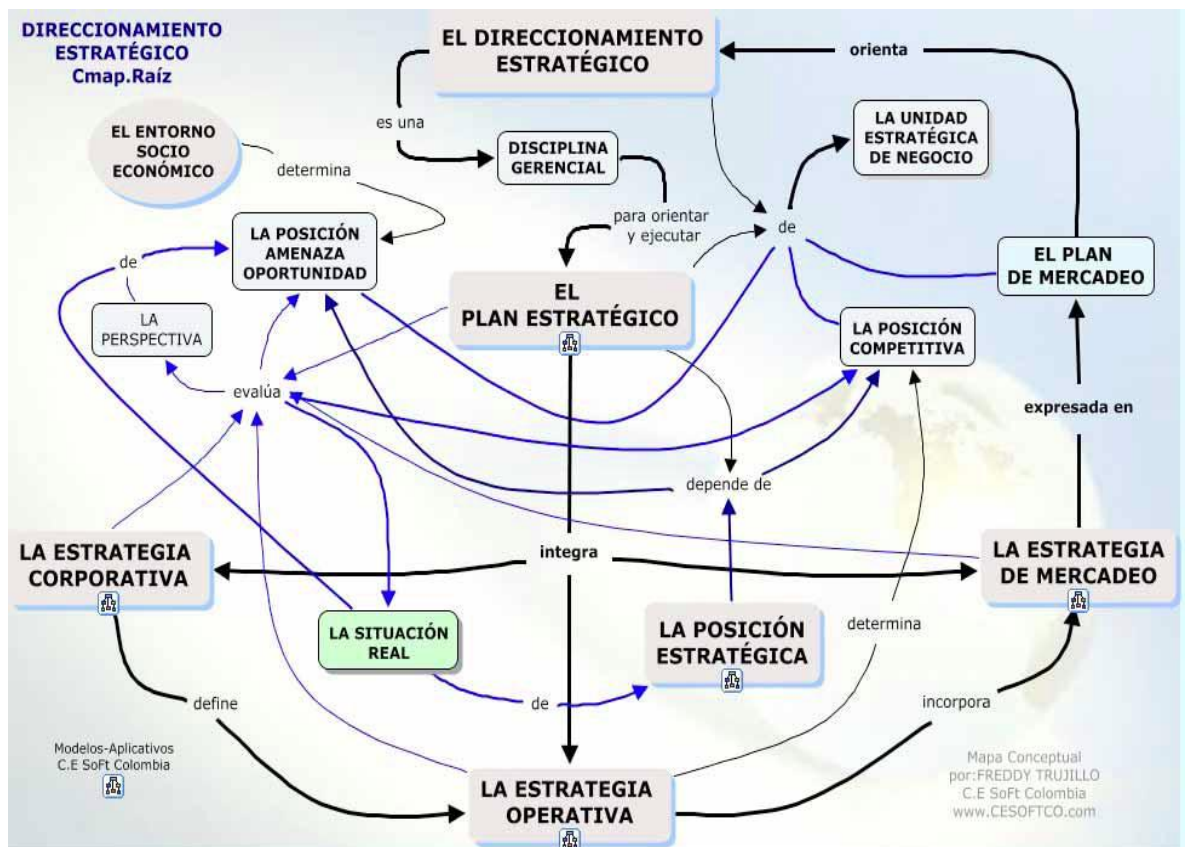 DIRECCIONAMIENTO
ESTRATÉGICO
Cmap.Raíz
EL DIRECCIONAMIENTO
ESTRATÉGICO
orienta
es una
EL ENTORNO
SOCIO
ECONÓMICO
determina
DISCIPLINA
GERENCIAL
LA UNIDAD
ESTRATÉGICA
DE NEGOCIO
para orientar
y ejecutar
de
LA POSICIÓN
AMENAZA
OPORTUNIDAD
de
EL PLAN
DE MERCADEO
EL
PLAN ESTRATÉGICO
LA
PERSPECTIVA
LA POSICIÓN
COMPETITIVA
evalúa
expresada en
depende de
LA ESTRATEGIA
CORPORATIVA
integra
LA ESTRATEGIA
DE MERCADEO
LA SITUACIÓN
REAL
LA POSICIÓN
ESTRATÉGICA
determina
define
de
incorpora
Modelos-Aplicativos
C.E SoFt Colombia
LA ESTRATEGIA
OPERATIVA
Mapa Conceptual
por:FREDDY TRUJILLO
C.E SoFt Colombia
www.CESOFTCO.com